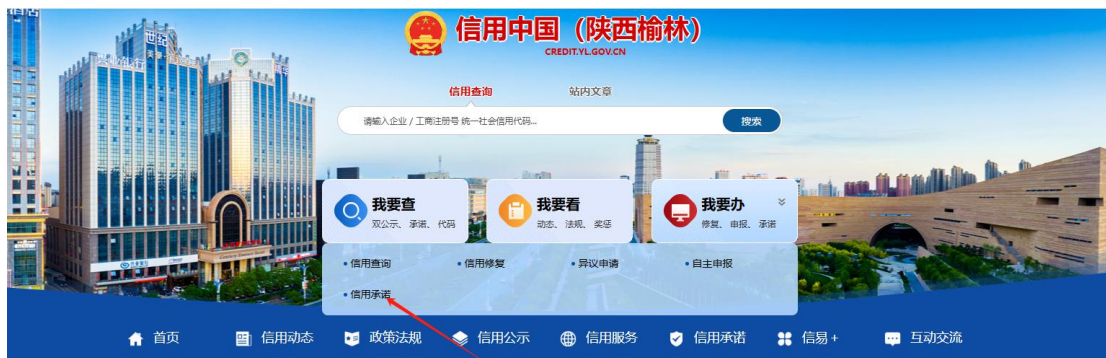 信用中国（陕西榆林）
CREDIT.YL.GOV.CN
信用查询 站内文章
请输入企业 / 工商注册号 统一社会信用代码... 搜索
我要查 我要看 我要办
双公示、承诺、代码 动态、法规、奖惩 修复、申报、承诺
• 信用查询 • 信用修复 • 异议申请 • 自主申报
• 信用承诺
首页 信用动态 政策法规 信用公示 信用服务 信用承诺 信易+ 互动交流